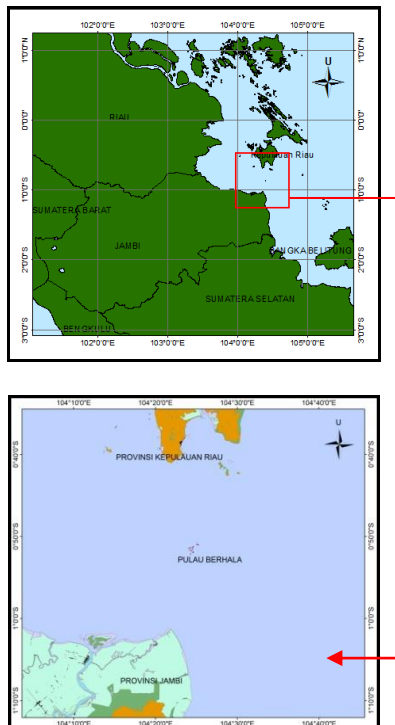 102°0'0"E 103°0'0"E 104°0'0"E 105°0'0"E
1°0'0"N 1°0'0"N
U
0°0'0" 0°0'0"
RIAU
Kepulauan Riau
1°0'0"S 1°0'0"S
SUMATERA BARAT
JAMBI
BANGKA BELITUNG
2°0'0"S 2°0'0"S
SUMATERA SELATAN
BENGKULU
3°0'0"S 3°0'0"S
102°0'0"E 103°0'0"E 104°0'0"E 105°0'0"E
104°10'0"E 104°20'0"E 104°30'0"E 104°40'0"E
U
0°40'0"S 0°40'0"S
PROVINSI KEPULAUAN RIAU
0°50'0"S 0°50'0"S
PULAU BERHALA
1°0'0"S 1°0'0"S
PROVINSI JAMBI
1°10'0"S 1°10'0"S
104°10'0"E 104°20'0"E 104°30'0"E 104°40'0"E